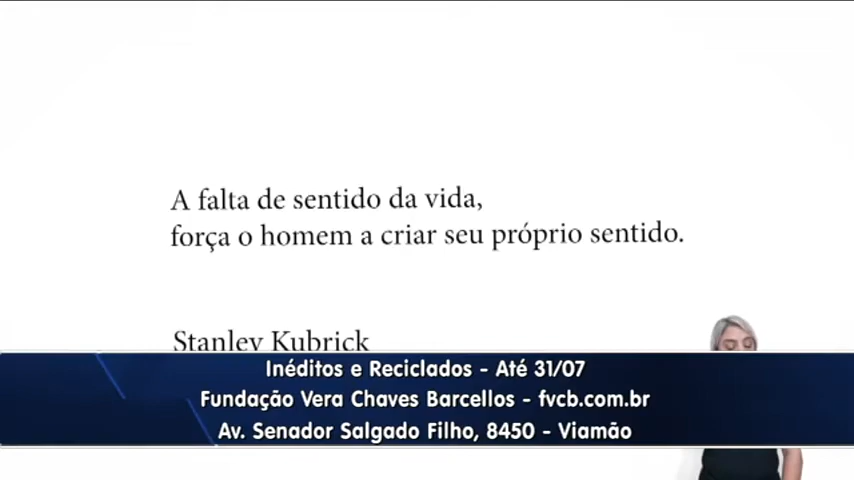 A falta de sentido da vida,
força o homem a criar seu próprio sentido.
Stanley Kubrick
Inéditos e Reciclados - Até 31/07
Fundação Vera Chaves Barcellos - fvcb.com.br
Av. Senador Salgado Filho, 8450 - Viamão